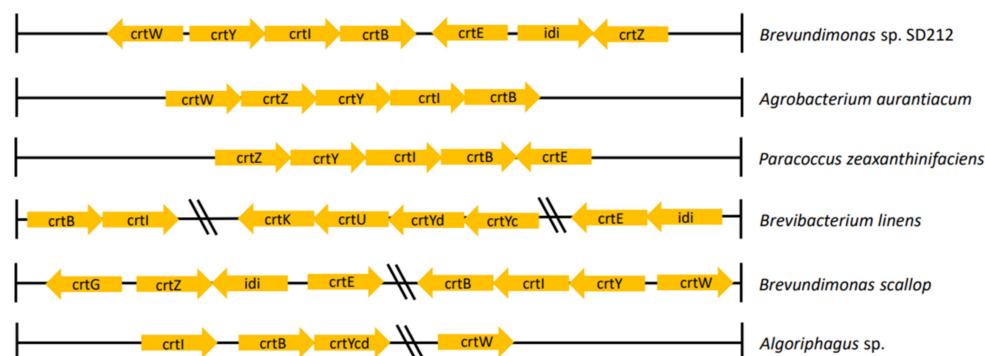 crtW crtY crtI crtB crtE idi crtZ Brevundimonas sp. SD212
crtW crtZ crtY crtI crtB Agrobacterium aurantiacum
crtZ crtY crtI crtB crtE Paracoccus zeaxanthinifaciens
crtB crtI crtK crtU crtYd crtYc crtE idi Brevibacterium linens
crtG crtZ idi crtE crtB crtI crtY crtW Brevundimonas scallop
crtI crtB crtYcd crtW Algoriphagus sp.